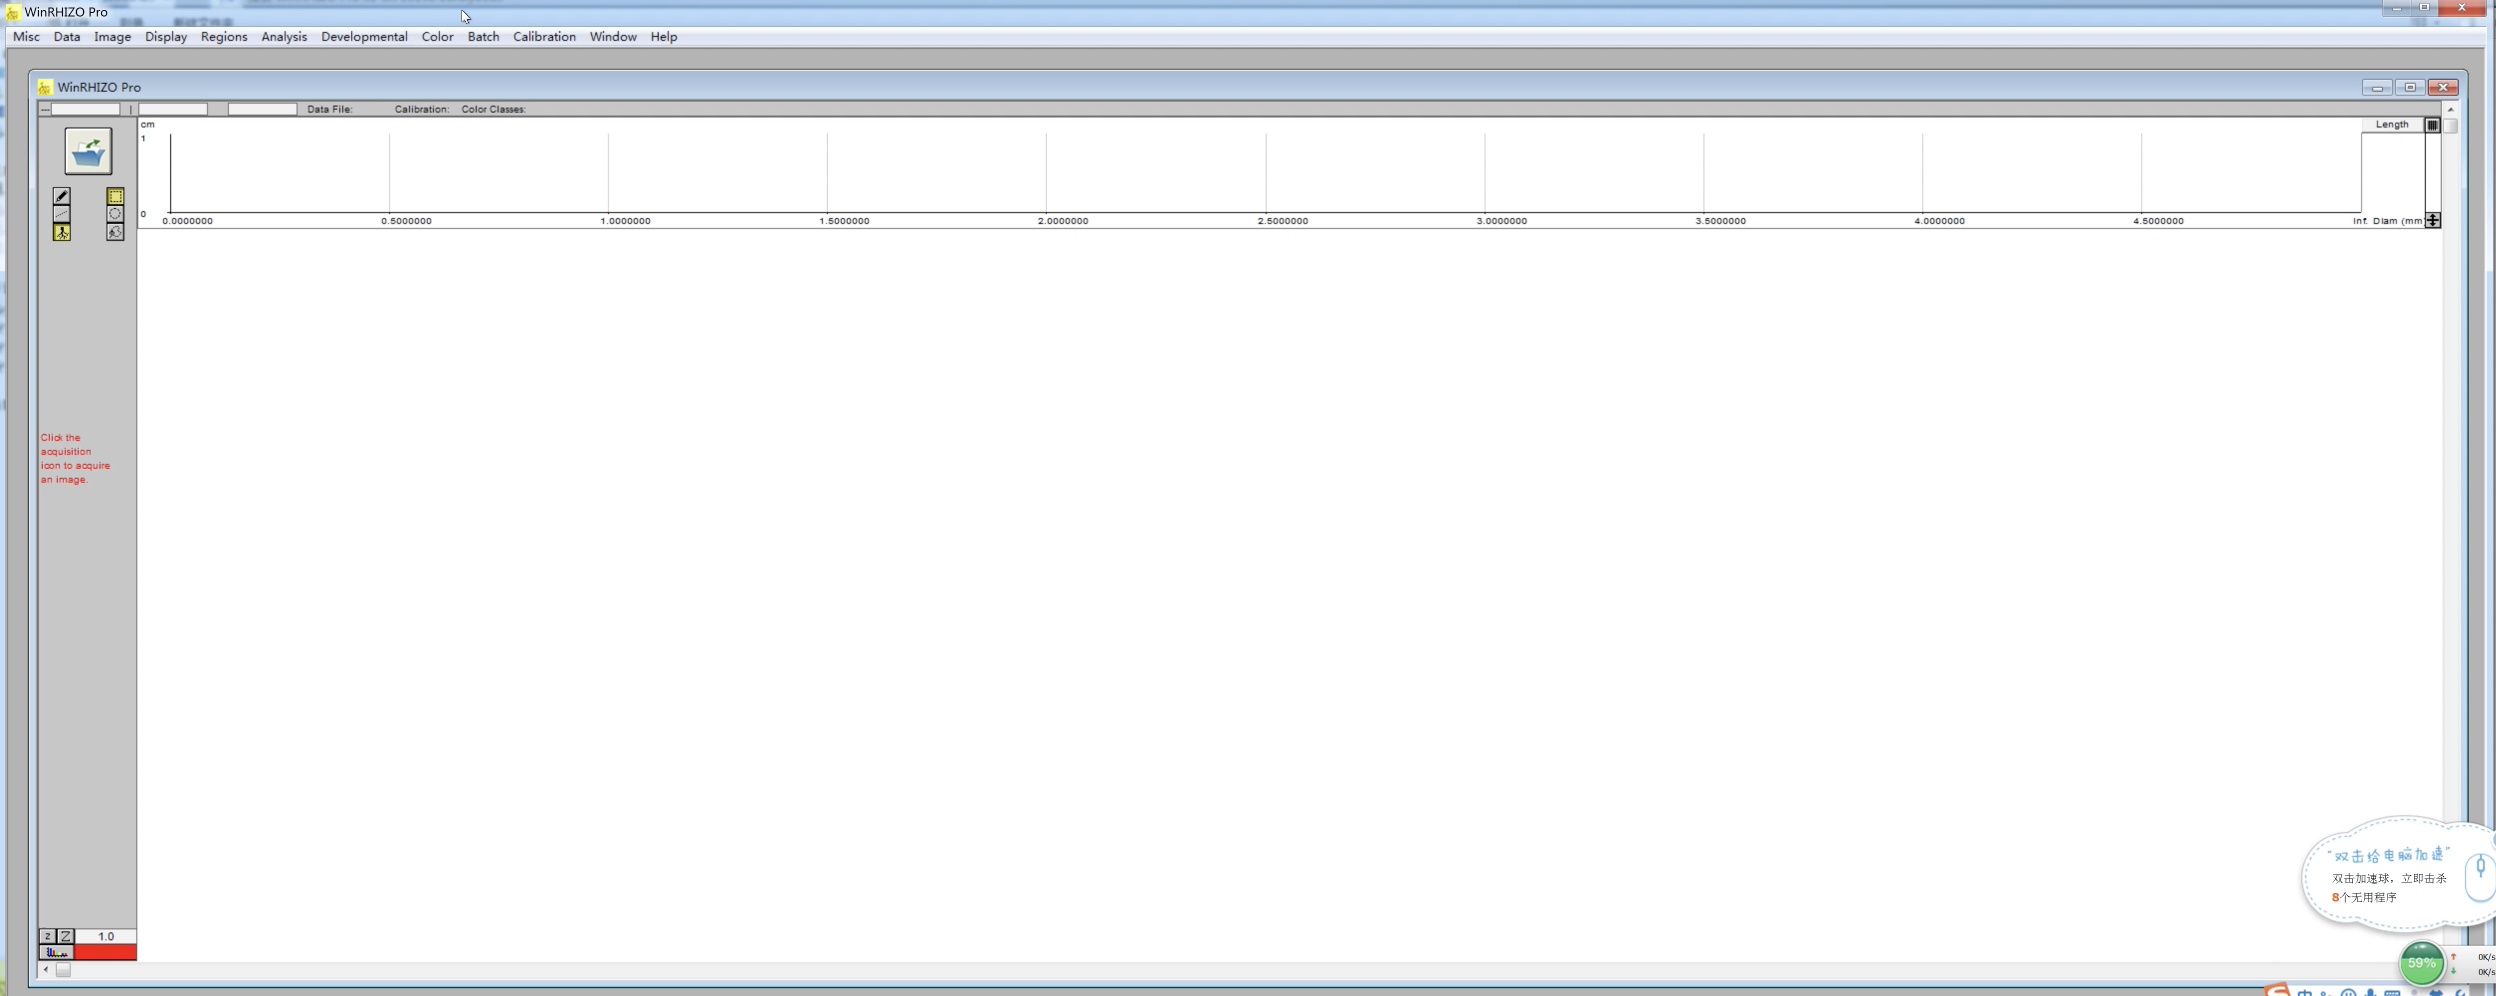 WinRHIZO Pro
Misc Data Image Display Regions Analysis Developmental Color Batch Calibration Window Help
WinRHIZO Pro
Data File: Calibration: Color Classes:
cm
Length
1
0
0.0000000 0.5000000 1.0000000 1.5000000 2.0000000 2.5000000 3.0000000 3.5000000 4.0000000 4.5000000 Inf. Diam (mm)
Click the
acquisition
icon to acquire
an image.
“双击给电脑加速”
双击加速球，立即击杀
8个无用程序
z Z 1.0
59%
0K/s
0K/s
中